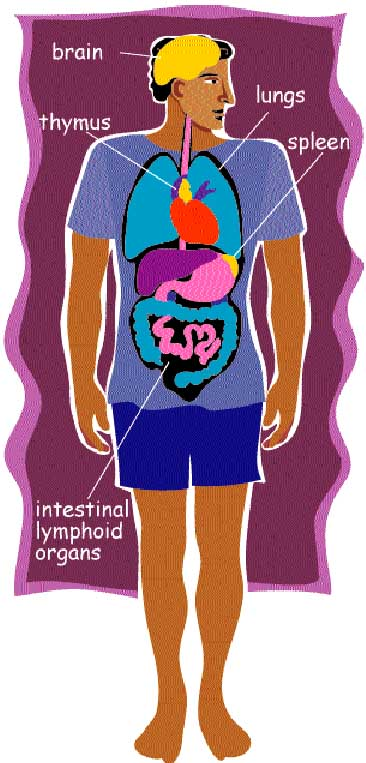 brain
lungs
thymus
spleen
intestinal
lymphoid
organs